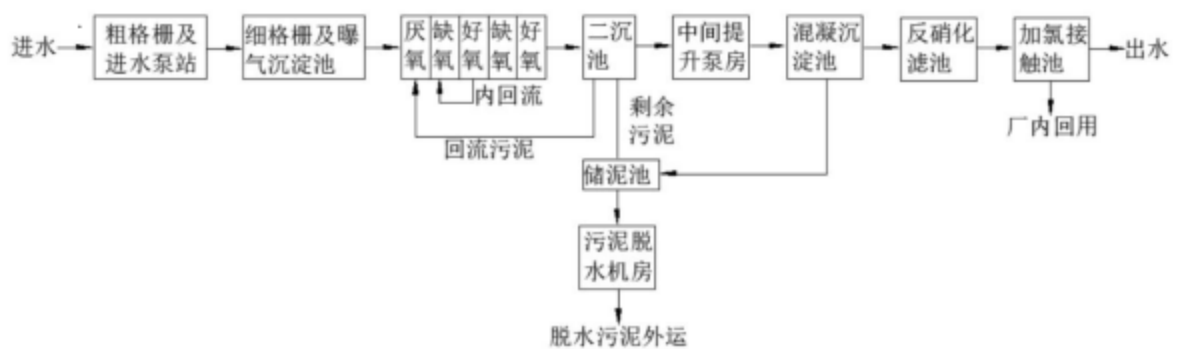 进水
粗格栅及
进水泵站
细格栅及曝
气沉淀池
厌氧
缺氧
好氧
缺氧
好氧
二沉
池
中间提
升泵房
混凝沉
淀池
反硝化
滤池
加氯接
触池
出水
内回流
回流污泥
剩余
污泥
厂内回用
储泥池
污泥脱
水机房
脱水污泥外运